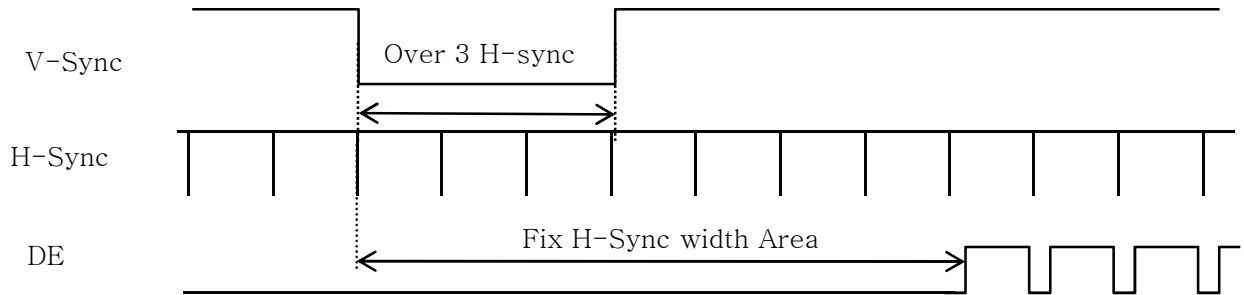 V-Sync
Over 3 H-sync
H-Sync
DE
Fix H-Sync width Area